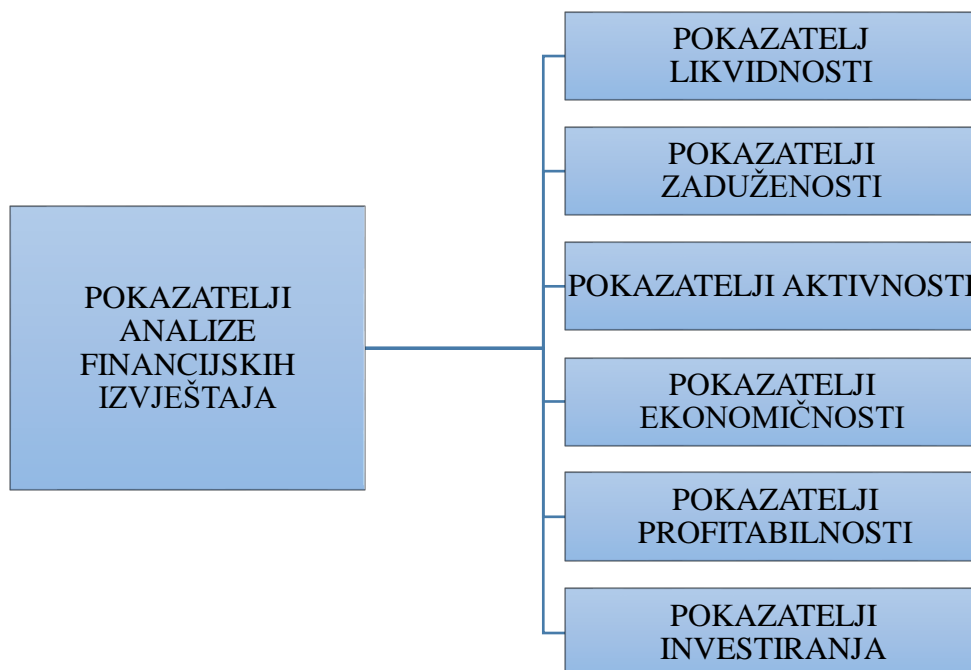 POKAZATELJI
ANALIZE
FINANCIJSKIH
IZVJEŠTAJA
POKAZATELJ
LIKVIDNOSTI
POKAZATELJI
ZADUŽENOSTI
POKAZATELJI AKTIVNOSTI
POKAZATELJI
EKONOMIČNOSTI
POKAZATELJI
PROFITABILNOSTI
POKAZATELJI
INVESTIRANJA